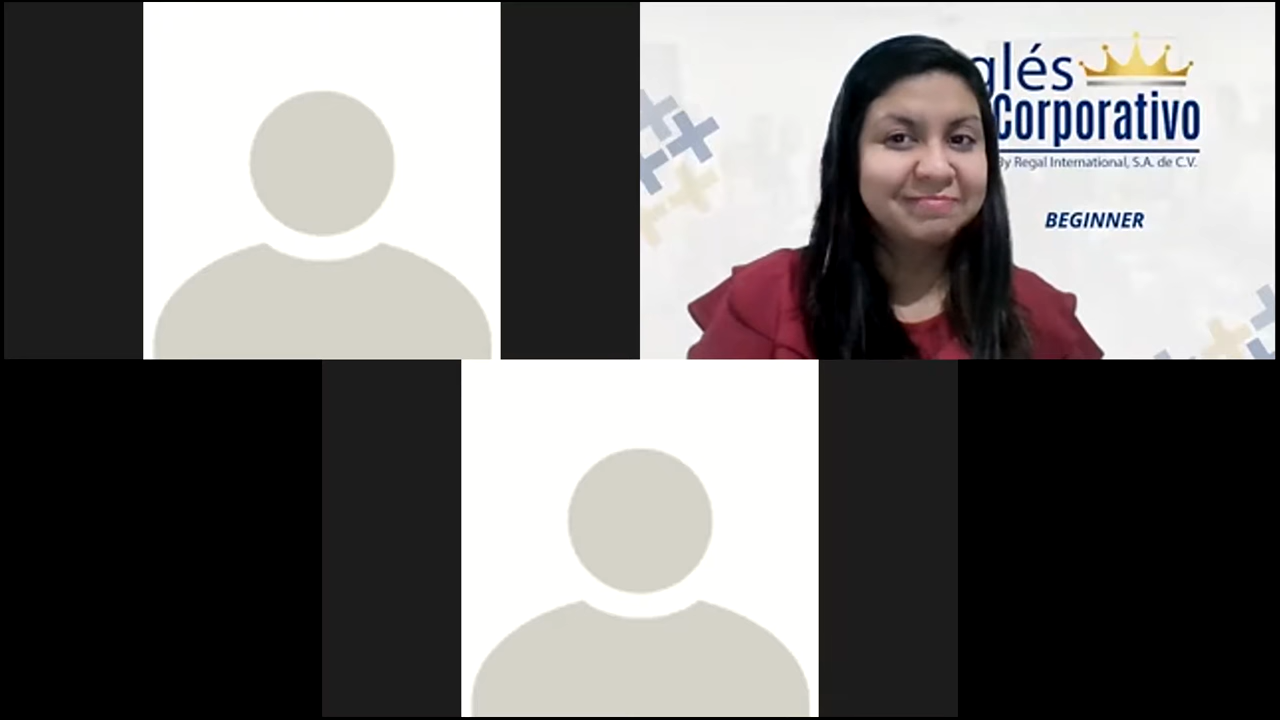 glés
Corporativo
By Regal International, S.A. de C.V.
BEGINNER